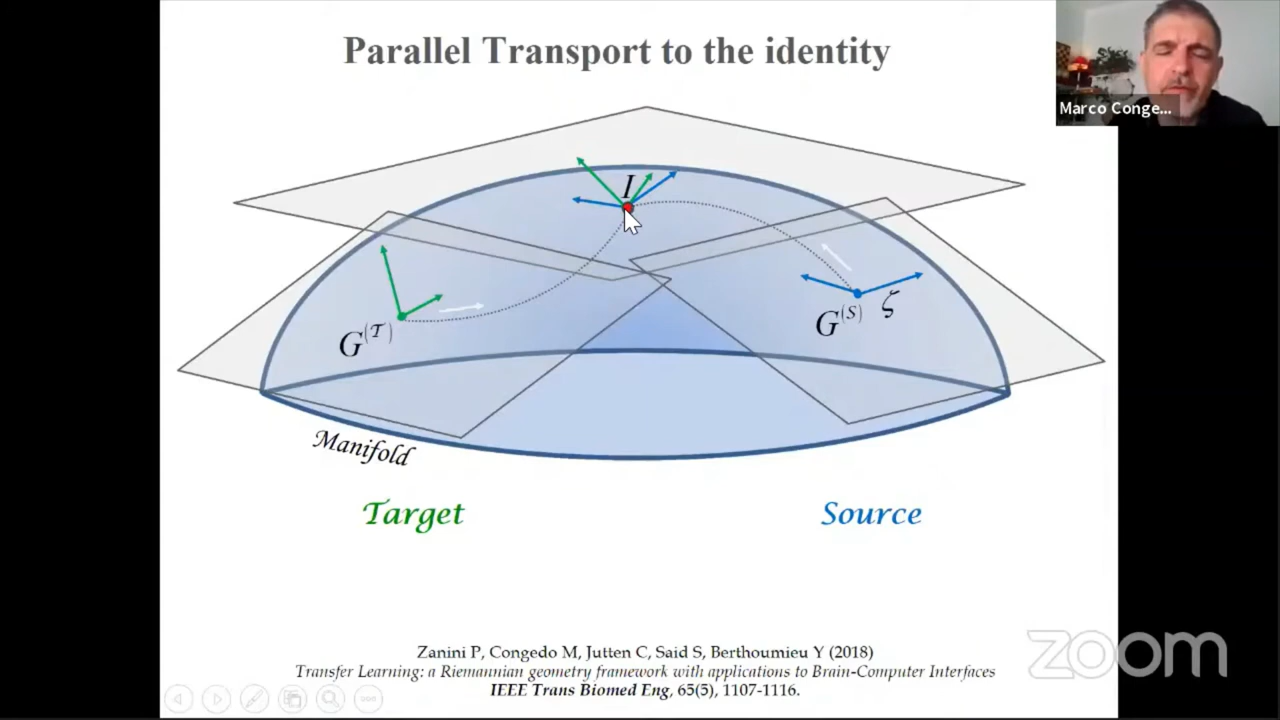 Parallel Transport to the identity
Marco Conge...
I
G(T)
G(S) ζ
Manifold
Target
Source
Zanini P, Congedo M, Jutten C, Said S, Berthoumieu Y (2018)
Transfer Learning: a Riemannian geometry framework with applications to Brain-Computer Interfaces
IEEE Trans Biomed Eng, 65(5), 1107-1116.
zoom